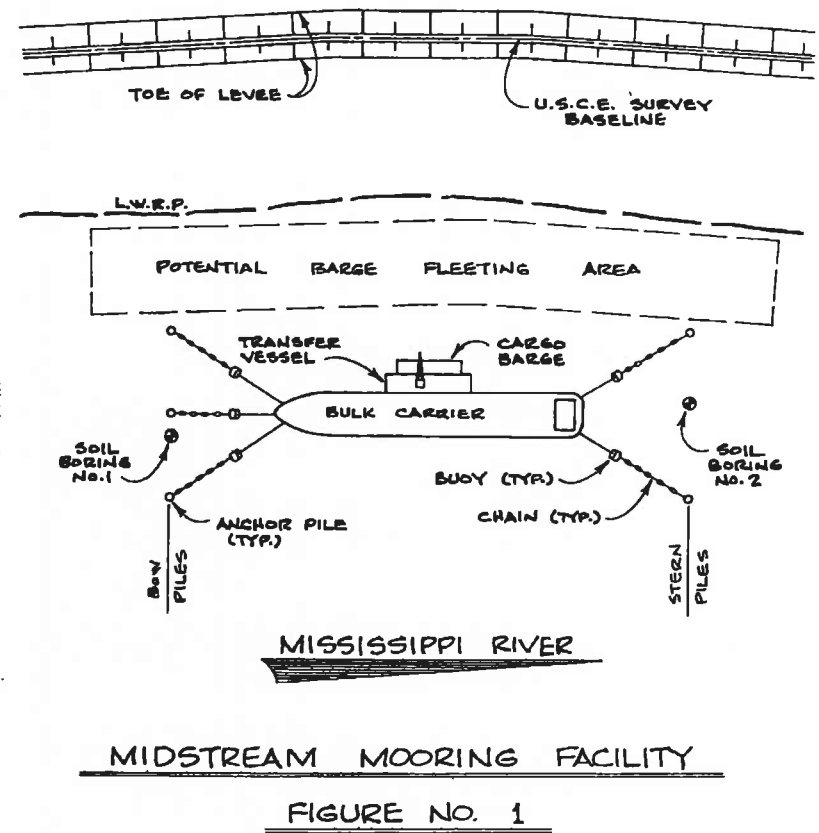 TOE OF LEVEE
U.S.C.E. SURVEY
BASELINE
L.W.R.P.
POTENTIAL BARGE FLEETING AREA
TRANSFER
VESSEL
CARGO
BARGE
BULK CARRIER
SOIL
BORING
NO.1
SOIL
BORING
NO. 2
BUOY (TYP.)
CHAIN (TYP.)
ANCHOR PILE
(TYP.)
BOW
PILES
STERN
PILES
MISSISSIPPI RIVER
MIDSTREAM MOORING FACILITY
FIGURE NO. 1